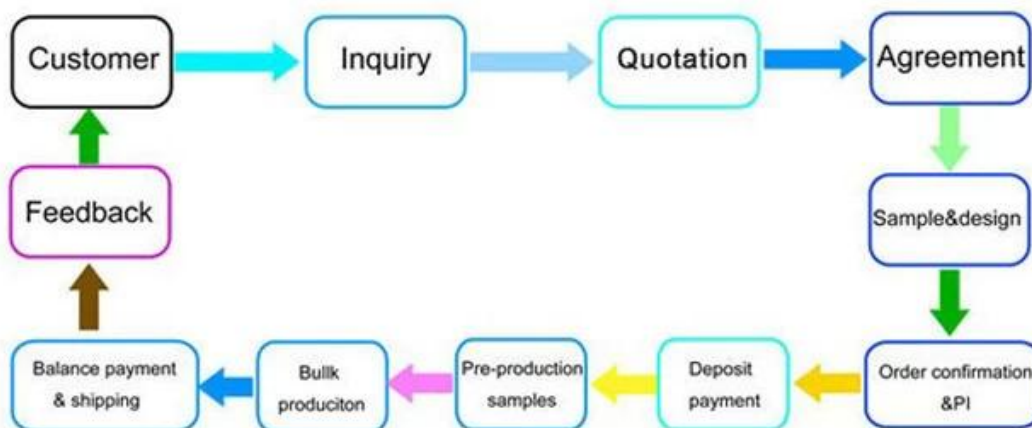 Customer
Inquiry
Quotation
Agreement
Sample&design
Order confirmation
&PI
Deposit
payment
Pre-production
samples
Bullk
produciton
Balance payment
& shipping
Feedback